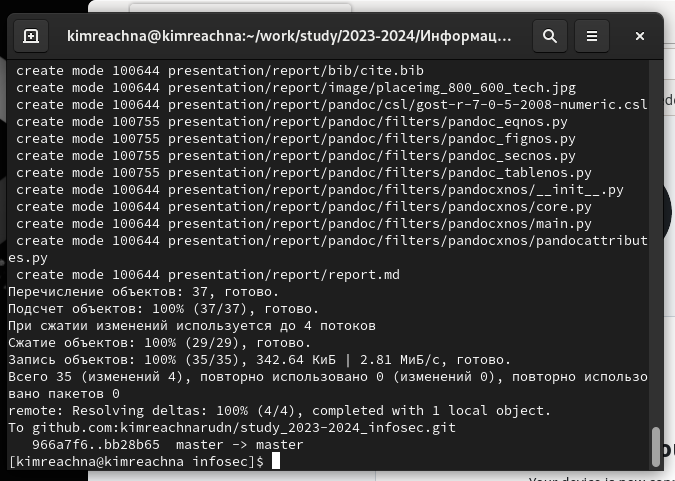 kimreachna@kimreachna:~/work/study/2023-2024/Информац...
create mode 100644 presentation/report/bib/cite.bib
create mode 100644 presentation/report/image/placeimg_800_600_tech.jpg
create mode 100644 presentation/report/pandoc/csl/gost-r-7-0-5-2008-numeric.csl
create mode 100755 presentation/report/pandoc/filters/pandoc_eqnos.py
create mode 100755 presentation/report/pandoc/filters/pandoc_fignos.py
create mode 100755 presentation/report/pandoc/filters/pandoc_secnos.py
create mode 100755 presentation/report/pandoc/filters/pandoc_tablenos.py
create mode 100644 presentation/report/pandoc/filters/pandocxnos/__init__.py
create mode 100644 presentation/report/pandoc/filters/pandocxnos/core.py
create mode 100644 presentation/report/pandoc/filters/pandocxnos/main.py
create mode 100644 presentation/report/pandoc/filters/pandocxnos/pandocattribut
es.py
create mode 100644 presentation/report/report.md
Перечисление объектов: 37, готово.
Подсчет объектов: 100% (37/37), готово.
При сжатии изменений используется до 4 потоков
Сжатие объектов: 100% (29/29), готово.
Запись объектов: 100% (35/35), 342.64 КиБ | 2.81 МиБ/с, готово.
Всего 35 (изменений 4), повторно использовано 0 (изменений 0), повторно использо
вано пакетов 0
remote: Resolving deltas: 100% (4/4), completed with 1 local object.
To github.com:kimreachnarudn/study_2023-2024_infosec.git
966a7f6..bb28b65  master -> master
[kimreachna@kimreachna infosec]$